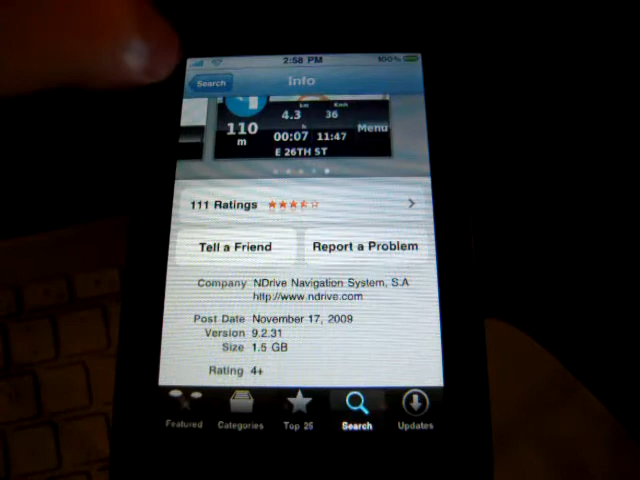 2:58 PM 100%
Search Info
km Kmh
4.3 36
110 Menu
m
h
00:07 11:47
E 26TH ST
111 Ratings
Tell a Friend Report a Problem
Company NDrive Navigation System, S.A
http://www.ndrive.com
Post Date November 17, 2009
Version 9.2.31
Size 1.5 GB
Rating 4+
Featured Categories Top 25 Search Updates